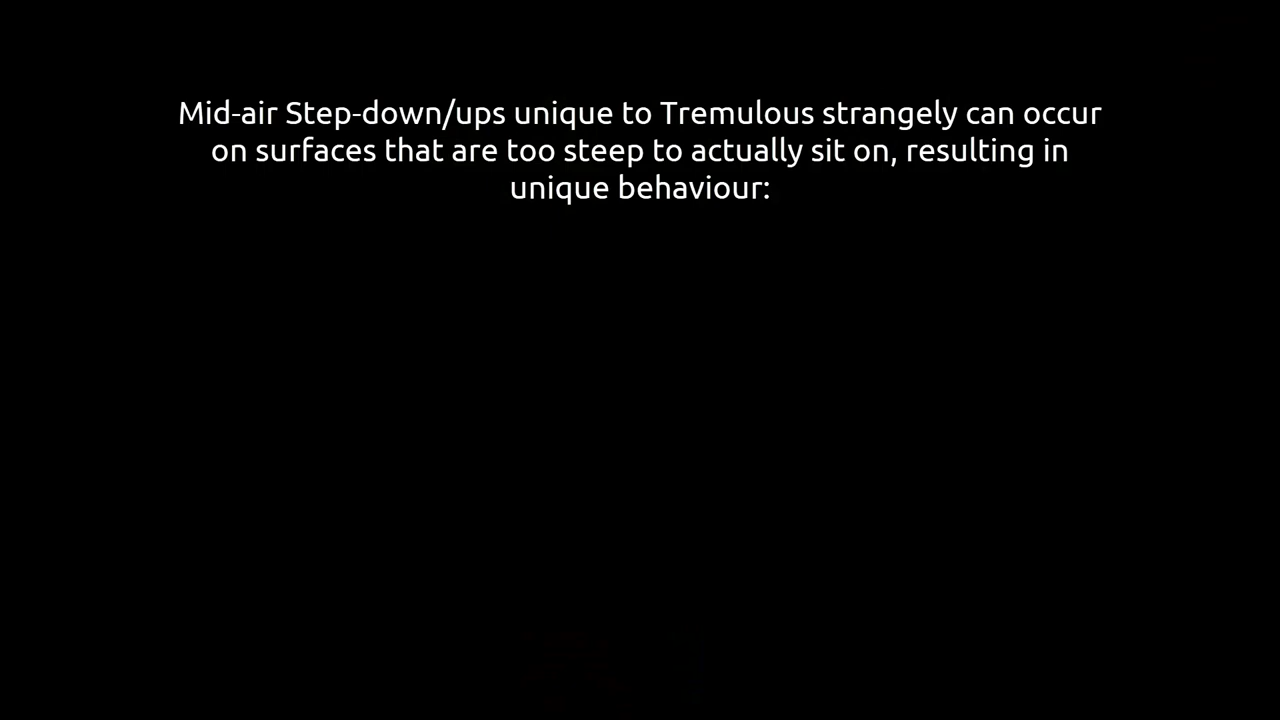 Mid-air Step-down/ups unique to Tremulous strangely can occur
on surfaces that are too steep to actually sit on, resulting in
unique behaviour: